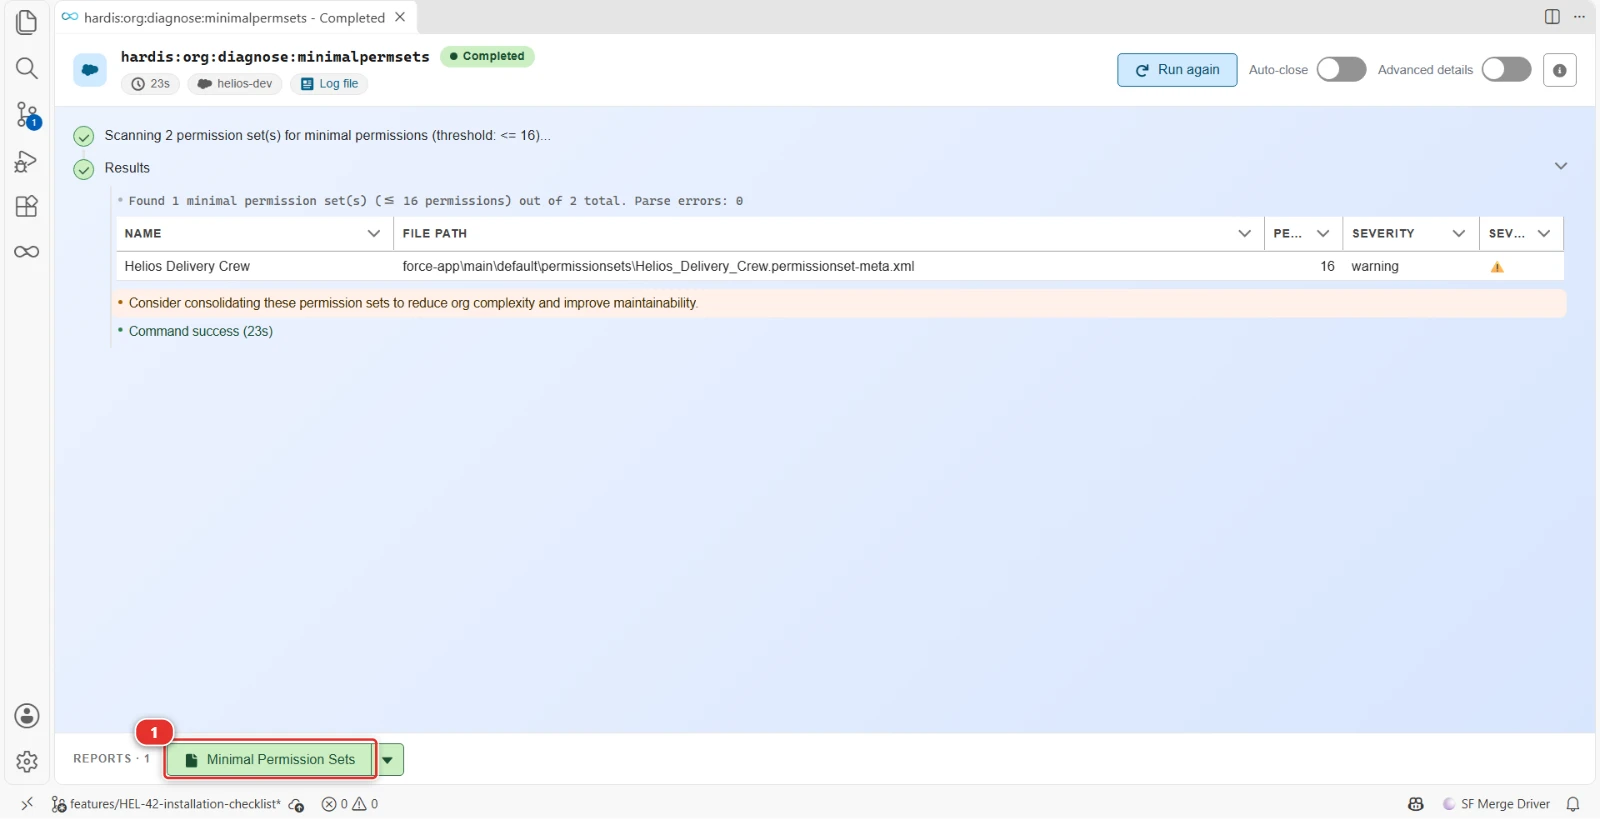 hardis:org:diagnose:minimalpermsets - Completed
hardis:org:diagnose:minimalpermsets
Completed
23s
helios-dev
Log file
Run again
Auto-close
Advanced details
1
Scanning 2 permission set(s) for minimal permissions (threshold: <= 16)...
Results
Found 1 minimal permission set(s) (≤ 16 permissions) out of 2 total. Parse errors: 0
NAME FILE PATH PE... SEVERITY SEV...
Helios Delivery Crew force-app\main\default\permissionsets\Helios_Delivery_Crew.permissionset-meta.xml 16 warning
Consider consolidating these permission sets to reduce org complexity and improve maintainability.
Command success (23s)
1
REPORTS · 1
Minimal Permission Sets
features/HEL-42-installation-checklist*
0
0
SF Merge Driver